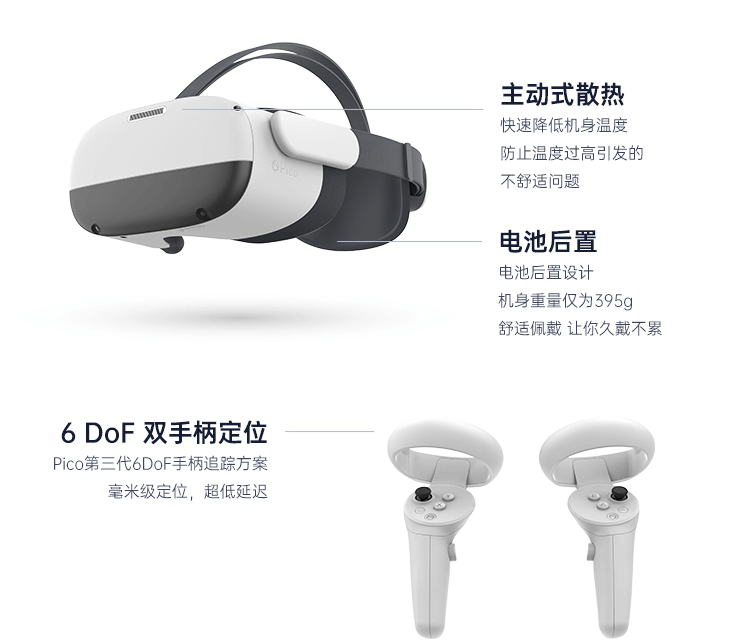 主动式散热
快速降低机身温度
防止温度过高引发的
不舒适问题
Pico
电池后置
电池后置设计
机身重量仅为395g
舒适佩戴 让你久戴不累
6 DoF 双手柄定位
Pico第三代6DoF手柄追踪方案
毫米级定位，超低延迟